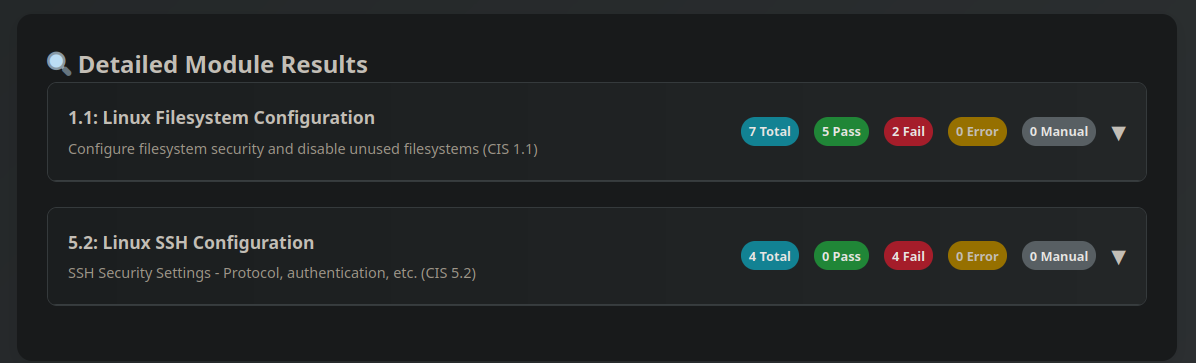 Detailed Module Results
1.1: Linux Filesystem Configuration
Configure filesystem security and disable unused filesystems (CIS 1.1)
7 Total 5 Pass 2 Fail 0 Error 0 Manual
5.2: Linux SSH Configuration
SSH Security Settings - Protocol, authentication, etc. (CIS 5.2)
4 Total 0 Pass 4 Fail 0 Error 0 Manual